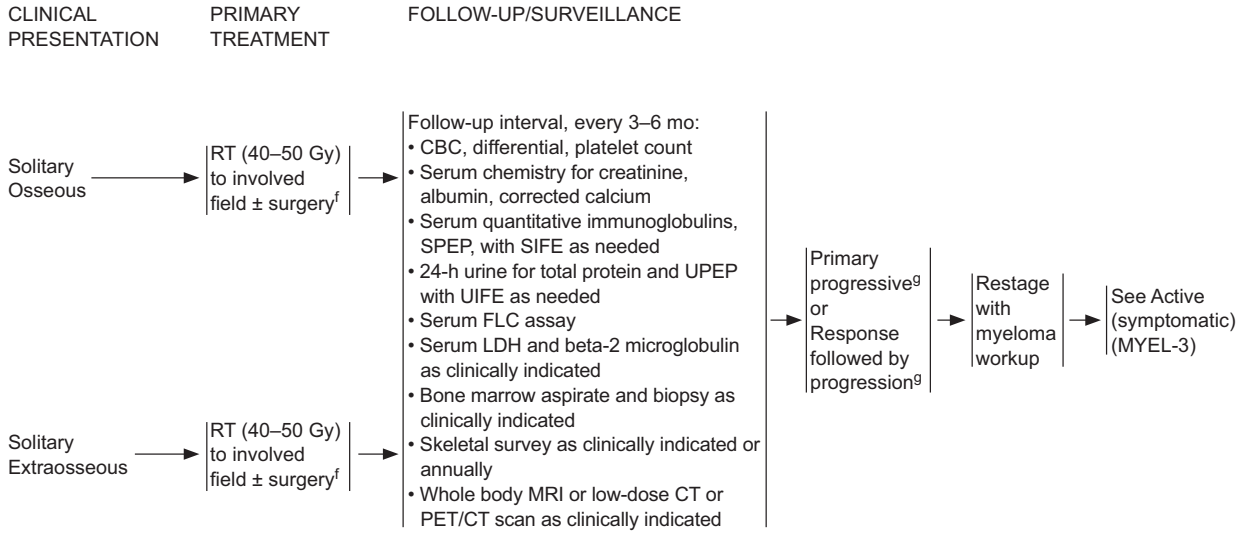 CLINICAL
PRESENTATION
PRIMARY
TREATMENT
FOLLOW-UP/SURVEILLANCE
Solitary
Osseous
RT (40–50 Gy)
to involved
field ± surgeryᶠ
Solitary
Extraosseous
RT (40–50 Gy)
to involved
field ± surgeryᶠ
Follow-up interval, every 3–6 mo:
• CBC, differential, platelet count
• Serum chemistry for creatinine,
albumin, corrected calcium
• Serum quantitative immunoglobulins,
SPEP, with SIFE as needed
• 24-h urine for total protein and UPEP
with UIFE as needed
• Serum FLC assay
• Serum LDH and beta-2 microglobulin
as clinically indicated
• Bone marrow aspirate and biopsy as
clinically indicated
• Skeletal survey as clinically indicated or
annually
• Whole body MRI or low-dose CT or
PET/CT scan as clinically indicated
Primary
progressiveᵍ
or
Response
followed by
progressionᵍ
Restage
with
myeloma
workup
See Active
(symptomatic)
(MYEL-3)